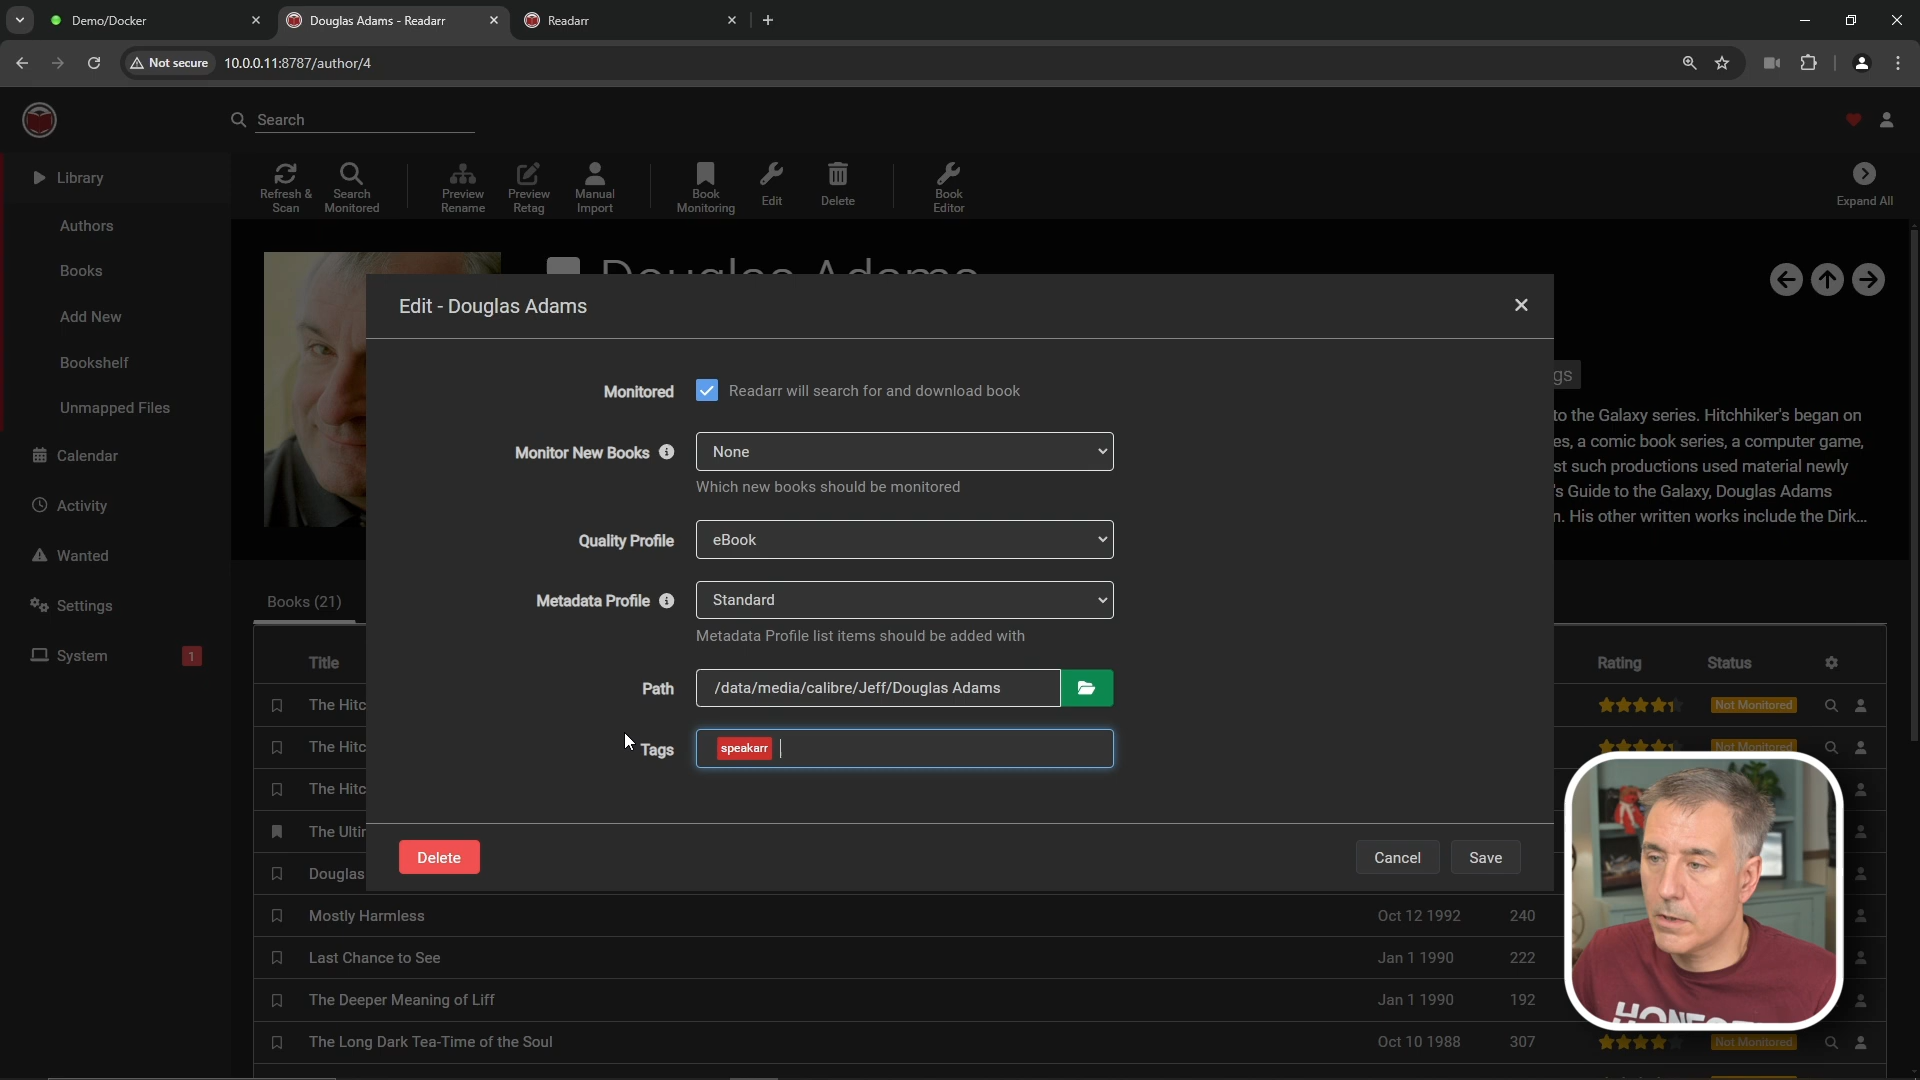 Demo/Docker
Douglas Adams - Readarr
Readarr
Not secure
10.0.0.11:8787/author/4
Search
Library
Authors
Books
Add New
Bookshelf
Unmapped Files
Calendar
Activity
Wanted
Settings
System
1
Refresh &
Scan
Search
Monitored
Preview
Rename
Preview
Retag
Manual
Import
Book
Monitoring
Edit
Delete
Book
Editor
Expand All
Douglas Adams
gs
to the Galaxy series. Hitchhiker's began on
es, a comic book series, a computer game,
st such productions used material newly
's Guide to the Galaxy, Douglas Adams
n. His other written works include the Dirk...
Edit - Douglas Adams
Monitored
Readarr will search for and download book
Monitor New Books
None
Which new books should be monitored
Quality Profile
eBook
Metadata Profile
Standard
Metadata Profile list items should be added with
Path
/data/media/calibre/Jeff/Douglas Adams
Tags
speakarr
Delete
Cancel
Save
Books (21)
Title
Rating
Status
The Hitc
Not Monitored
The Hitc
Not Monitored
The Hitc
The Ultir
Douglas
Mostly Harmless
Oct 12 1992
240
Last Chance to See
Jan 1 1990
222
The Deeper Meaning of Liff
Jan 1 1990
192
The Long Dark Tea-Time of the Soul
Oct 10 1988
307
Not Monitored